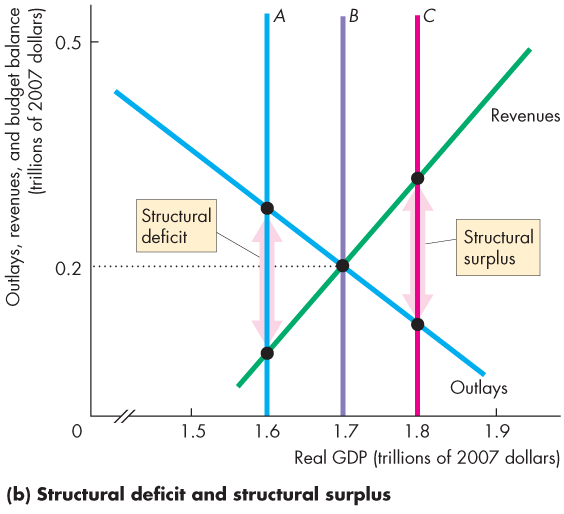 Outlays, revenues, and budget balance
(trillions of 2007 dollars)
A
B
C
0.5
Revenues
Structural
deficit
Structural
surplus
0.2
Outlays
0
1.5
1.6
1.7
1.8
1.9
Real GDP (trillions of 2007 dollars)
(b) Structural deficit and structural surplus